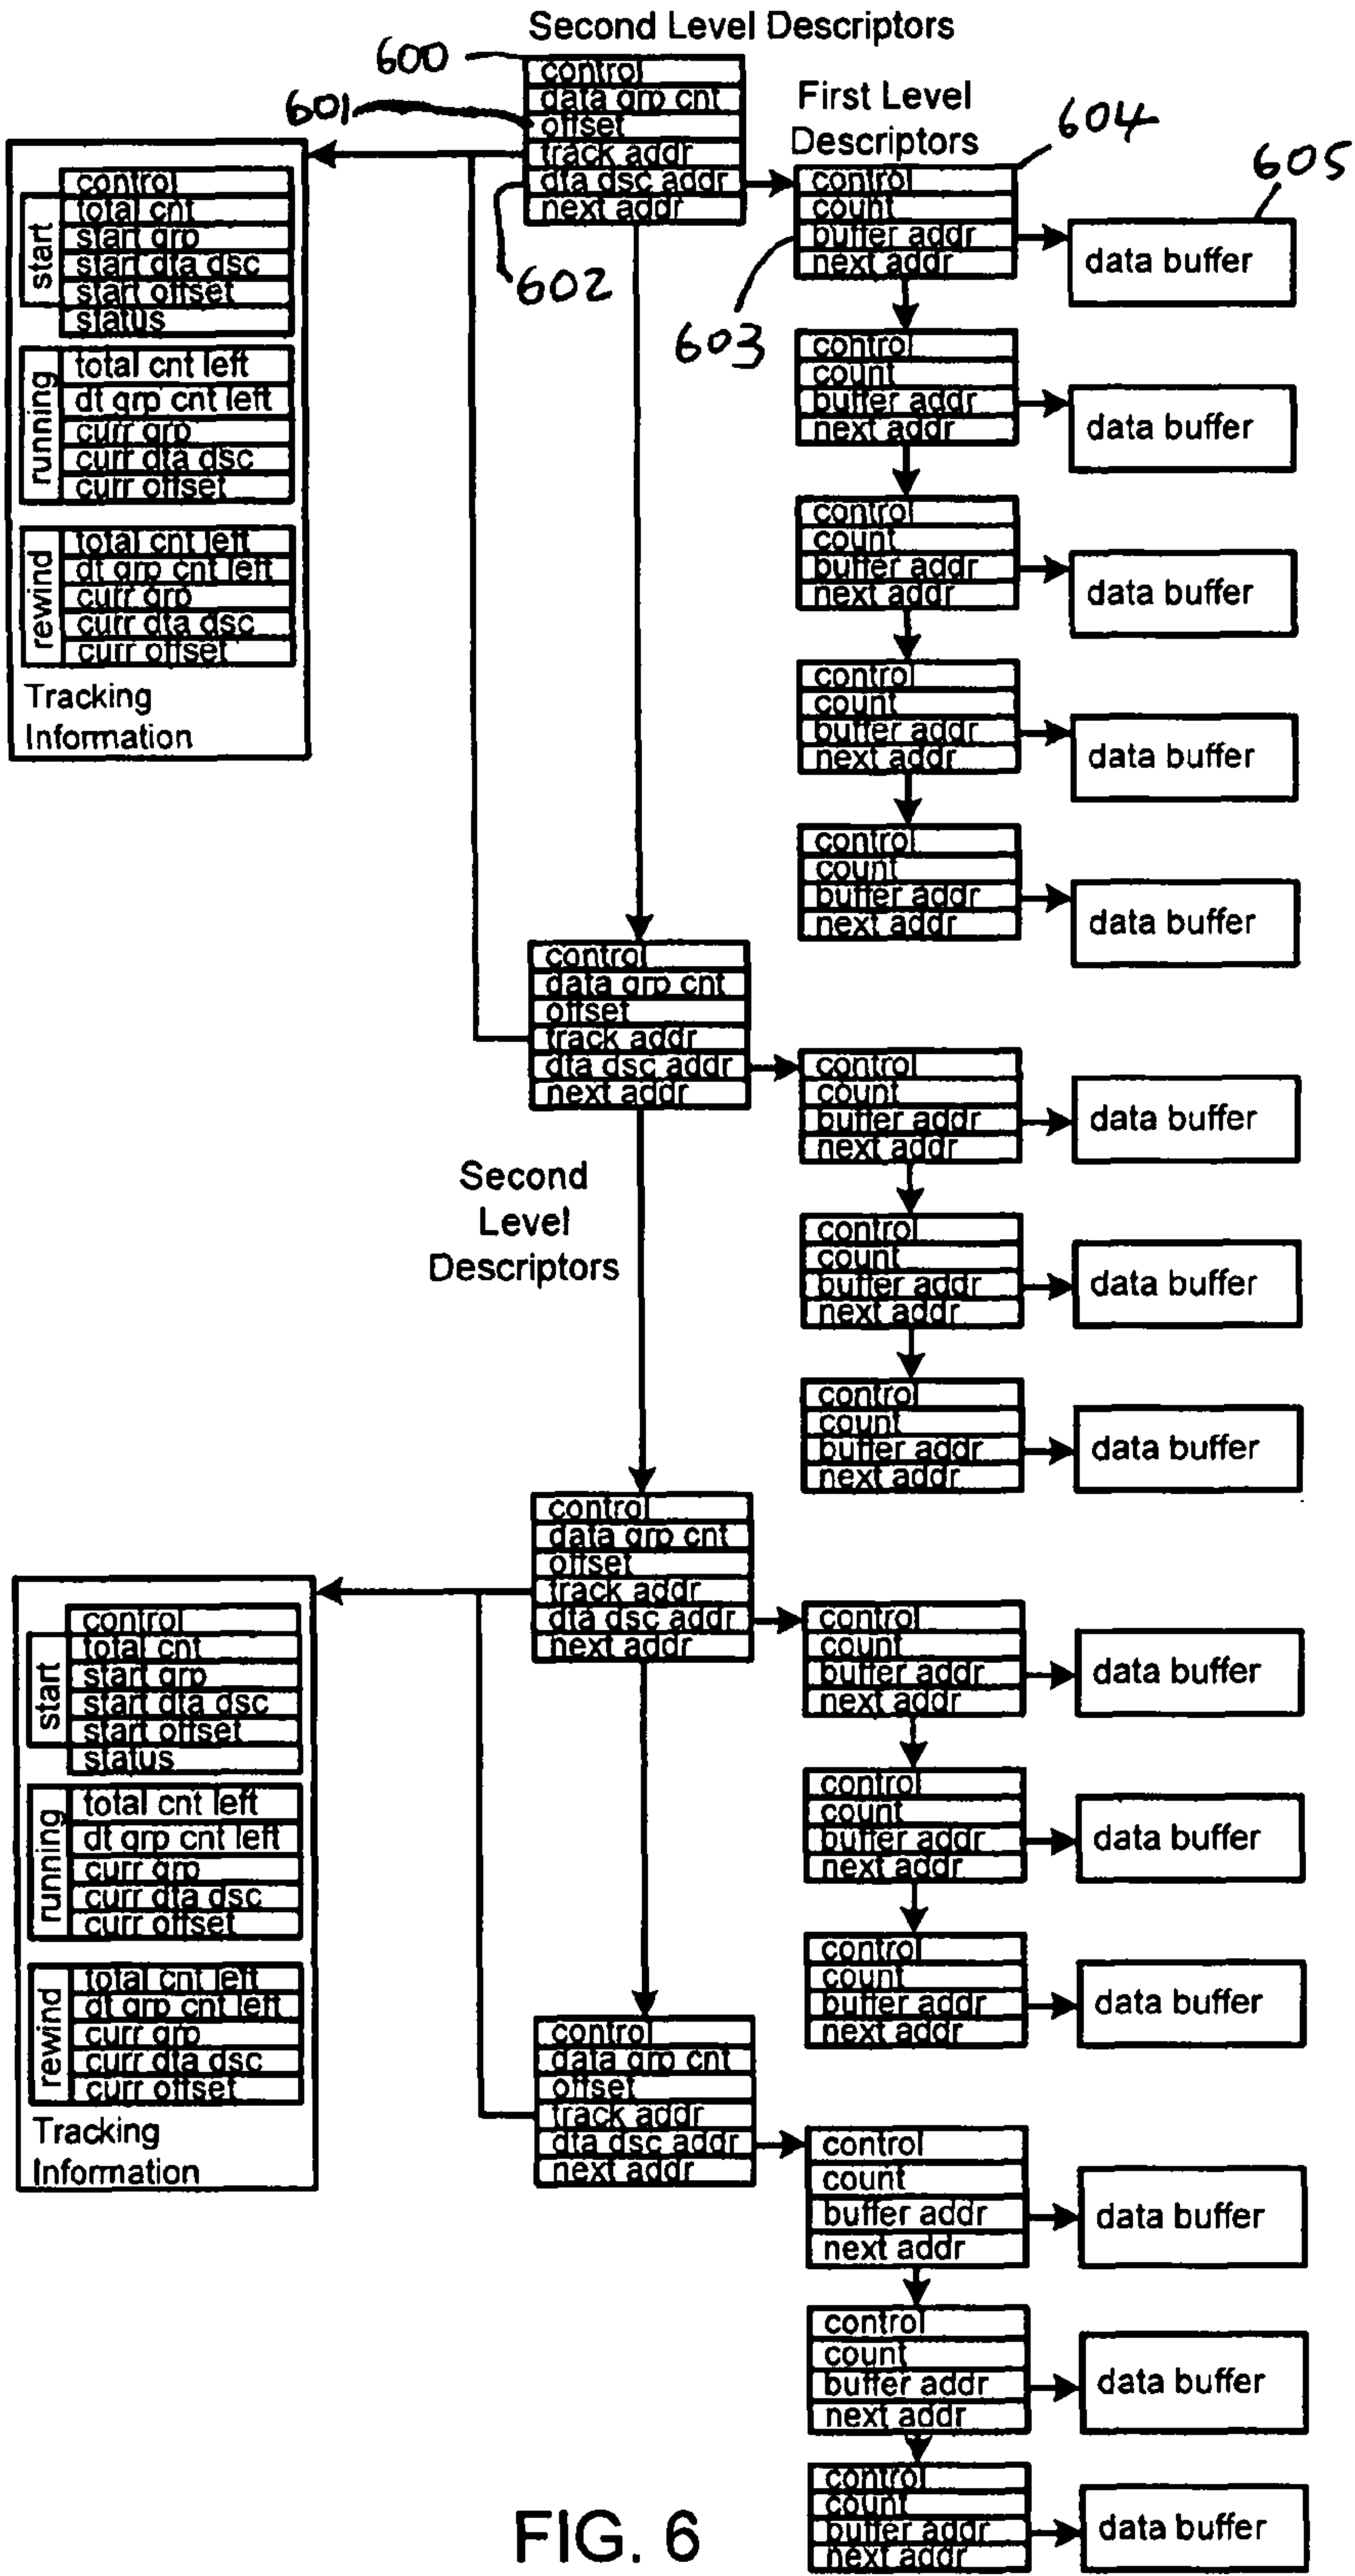 Second Level Descriptors
600
control
data grp cnt
601
offset
track addr
dta dsc addr
next addr
602
First Level
Descriptors
604
control
count
buffer addr
next addr
603
605
data buffer
control
start
total cnt
start grp
start dta dsc
start offset
status
running
total cnt left
dt grp cnt left
curr grp
curr dta dsc
curr offset
rewind
total cnt left
dt grp cnt left
curr grp
curr dta dsc
curr offset
Tracking
Information
control
count
buffer addr
next addr
data buffer
control
count
buffer addr
next addr
data buffer
control
count
buffer addr
next addr
data buffer
control
count
buffer addr
next addr
data buffer
control
data grp cnt
offset
track addr
dta dsc addr
next addr
control
count
buffer addr
next addr
data buffer
Second
Level
Descriptors
control
count
buffer addr
next addr
data buffer
control
count
buffer addr
next addr
data buffer
control
data grp cnt
offset
track addr
dta dsc addr
next addr
control
start
total cnt
start grp
start dta dsc
start offset
status
running
total cnt left
dt grp cnt left
curr grp
curr dta dsc
curr offset
rewind
total cnt left
dt grp cnt left
curr grp
curr dta dsc
curr offset
Tracking
Information
control
count
buffer addr
next addr
data buffer
control
count
buffer addr
next addr
data buffer
control
count
buffer addr
next addr
data buffer
control
data grp cnt
offset
track addr
dta dsc addr
next addr
control
count
buffer addr
next addr
data buffer
control
count
buffer addr
next addr
data buffer
control
count
buffer addr
next addr
data buffer
FIG. 6